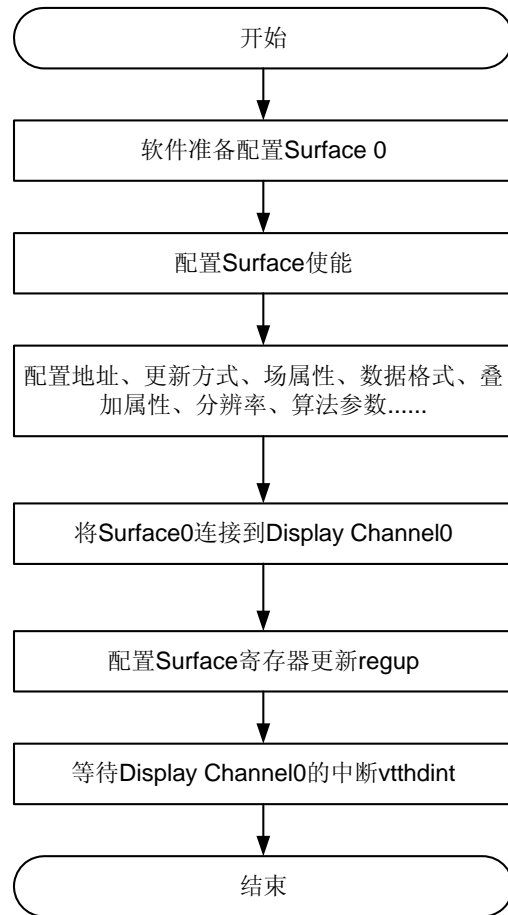 开始
软件准备配置Surface 0
配置Surface使能
配置地址、更新方式、场属性、数据格式、叠
加属性、分辨率、算法参数......
将Surface0连接到Display Channel0
配置Surface寄存器更新regup
等待Display Channel0的中断vtthdint
结束